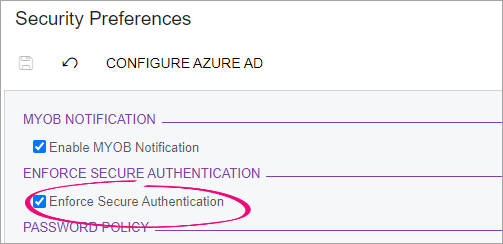 Security Preferences
CONFIGURE AZURE AD
MYOB NOTIFICATION
Enable MYOB Notification
ENFORCE SECURE AUTHENTICATION
Enforce Secure Authentication
PASSWORD POLICY